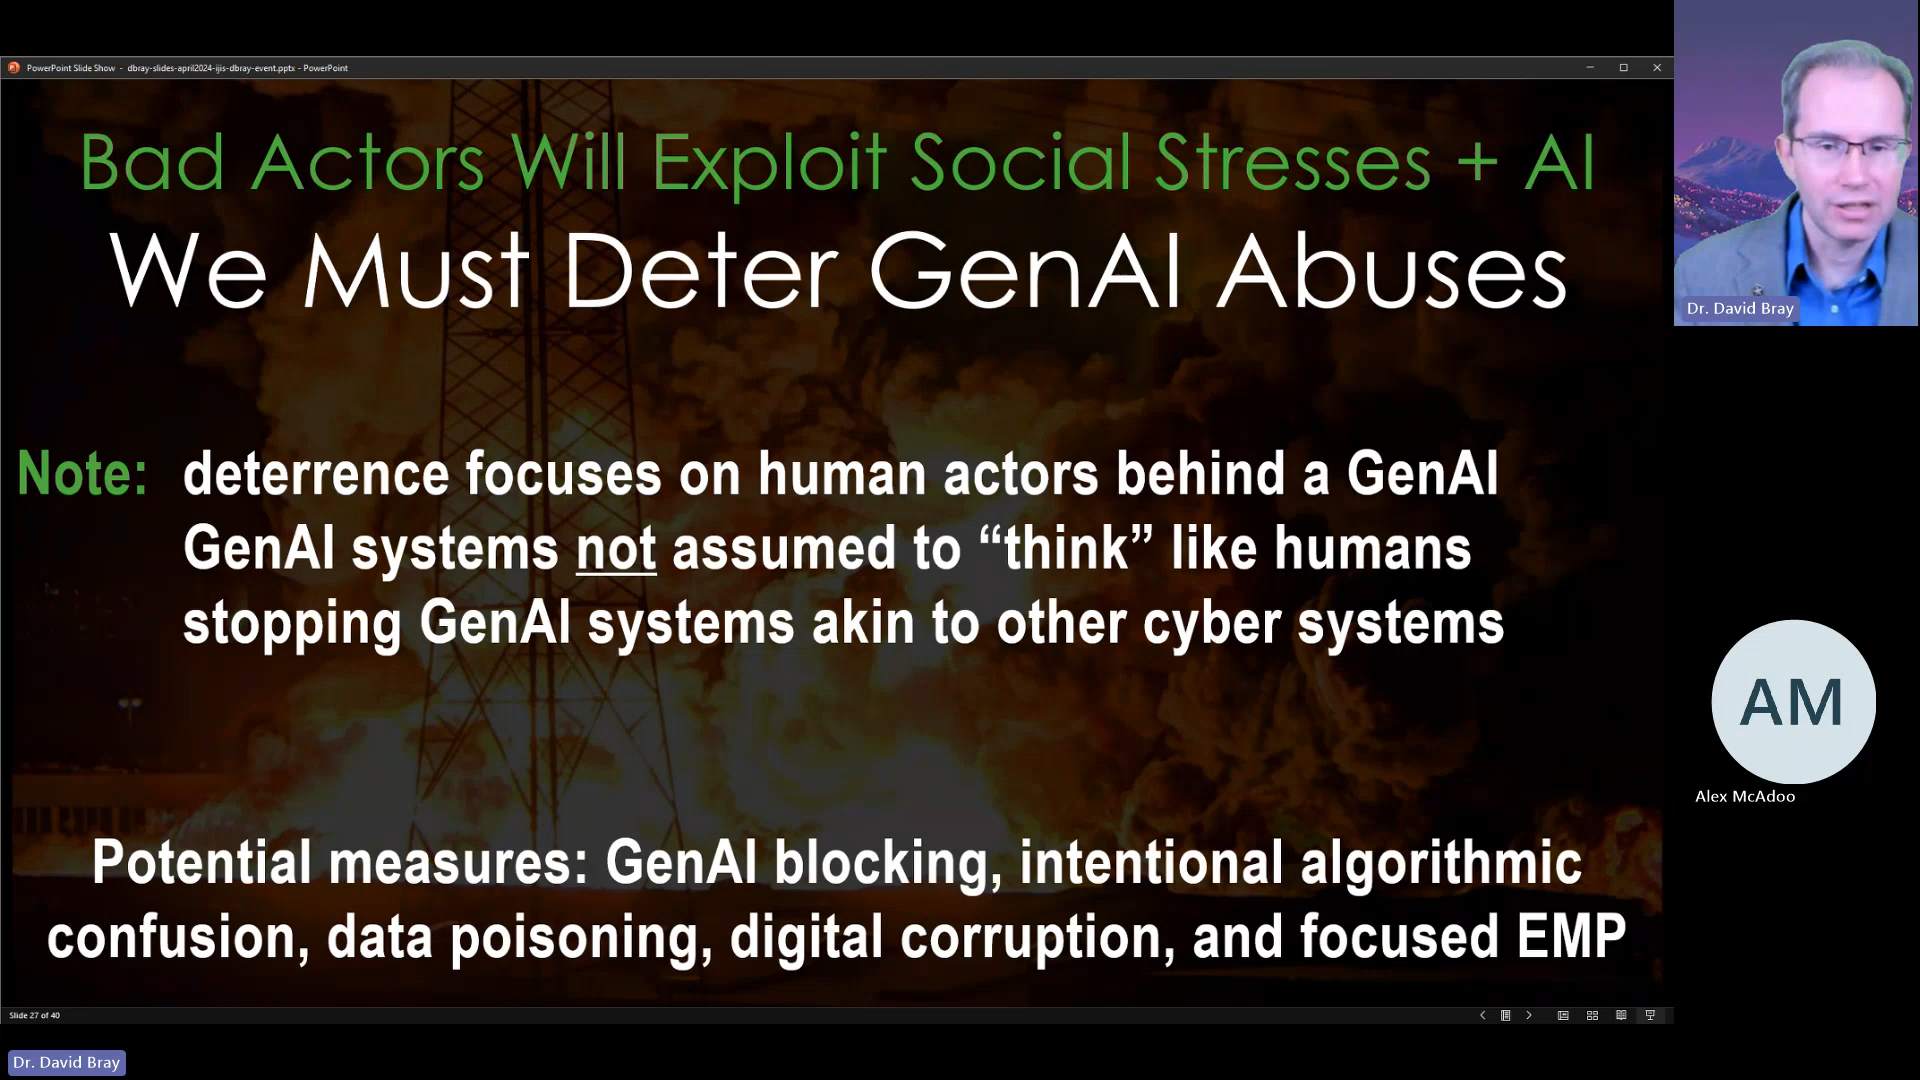 PowerPoint Slide Show - dbray-slides-april2024-ijis-dbray-event.pptx - PowerPoint
Bad Actors Will Exploit Social Stresses + AI
We Must Deter GenAI Abuses
Note: deterrence focuses on human actors behind a GenAI
GenAI systems not assumed to “think” like humans
stopping GenAI systems akin to other cyber systems
Potential measures: GenAI blocking, intentional algorithmic
confusion, data poisoning, digital corruption, and focused EMP
Slide 27 of 40
Dr. David Bray
Dr. David Bray
AM
Alex McAdoo